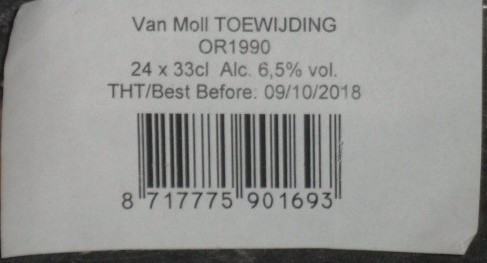 Van Moll TOEWIJDING
OR1990
24 x 33cl Alc. 6,5% vol.
THT/Best Before: 09/10/2018
8 717775 901693